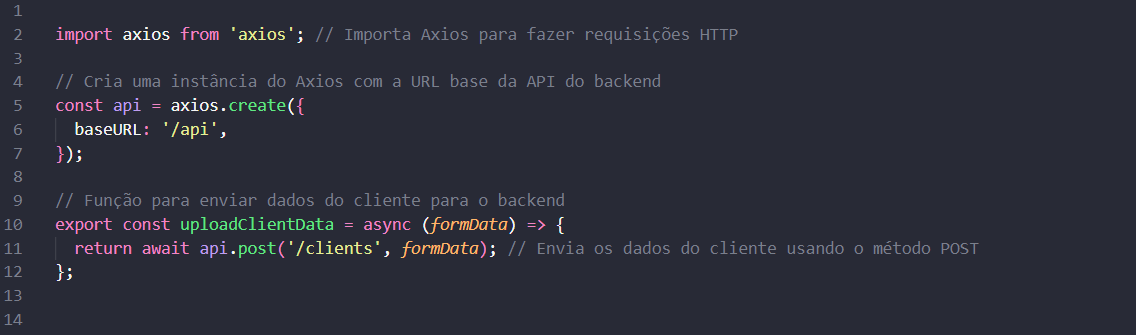 1
2 import axios from 'axios'; // Importa Axios para fazer requisições HTTP
3
4 // Cria uma instância do Axios com a URL base da API do backend
5 const api = axios.create({
6   baseURL: '/api',
7 });
8
9 // Função para enviar dados do cliente para o backend
10 export const uploadClientData = async (formData) => {
11   return await api.post('/clients', formData); // Envia os dados do cliente usando o método POST
12 };
13
14